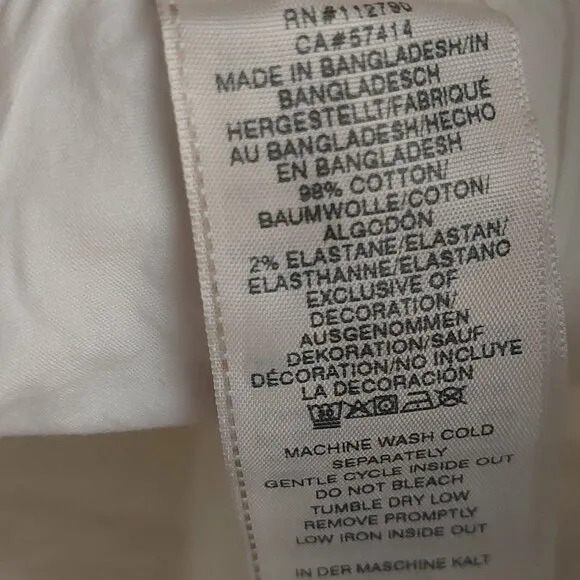 RN#112790
CA#57414
MADE IN BANGLADESH/IN
BANGLADESCH
HERGESTELLT/FABRIQUÉ
AU BANGLADESH/HECHO
EN BANGLADESH
98% COTTON/
BAUMWOLLE/COTON/
ALGODÓN
2% ELASTANE/ELASTAN/
ELASTHANNE/ELASTANO
EXCLUSIVE OF
DECORATION/
AUSGENOMMEN
DEKORATION/SAUF
DÉCORATION/NO INCLUYE
LA DECORACIÓN
MACHINE WASH COLD
SEPARATELY
GENTLE CYCLE INSIDE OUT
DO NOT BLEACH
TUMBLE DRY LOW
REMOVE PROMPTLY
LOW IRON INSIDE OUT
IN DER MASCHINE KALT